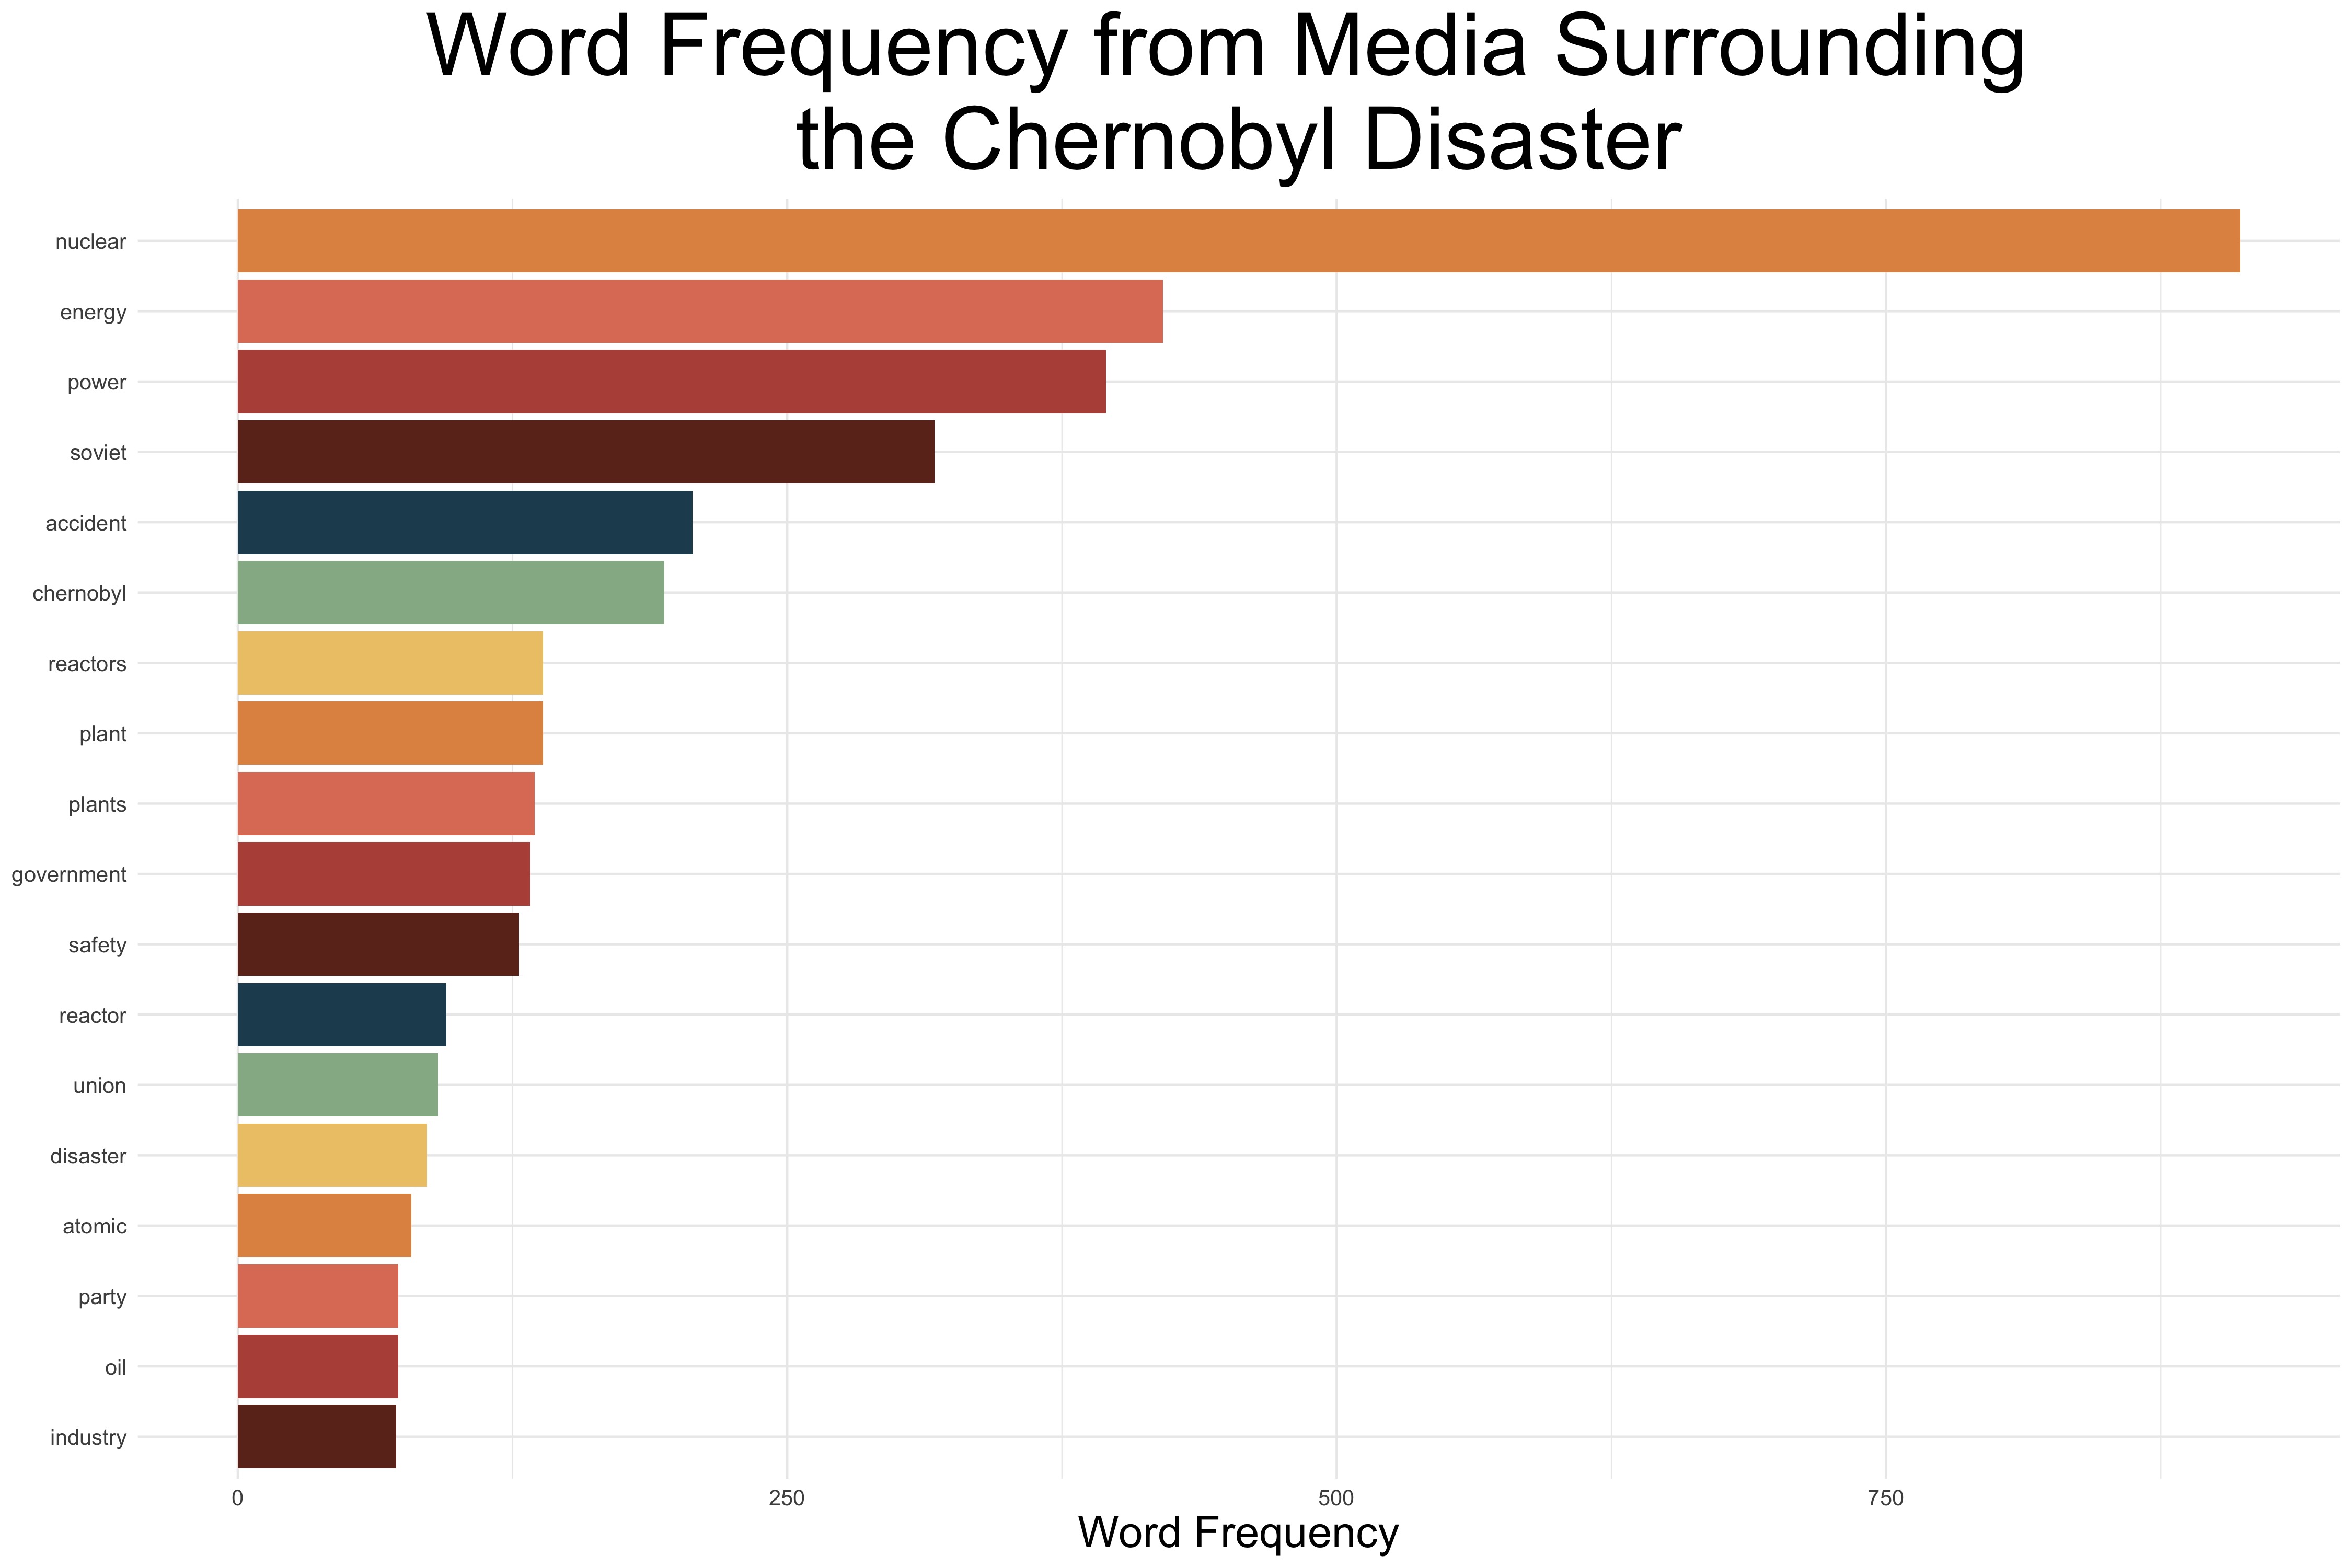 Word Frequency from Media Surrounding
the Chernobyl Disaster
nuclear
energy
power
soviet
accident
chernobyl
reactors
plant
plants
government
safety
reactor
union
disaster
atomic
party
oil
industry
0 250 500 750
Word Frequency